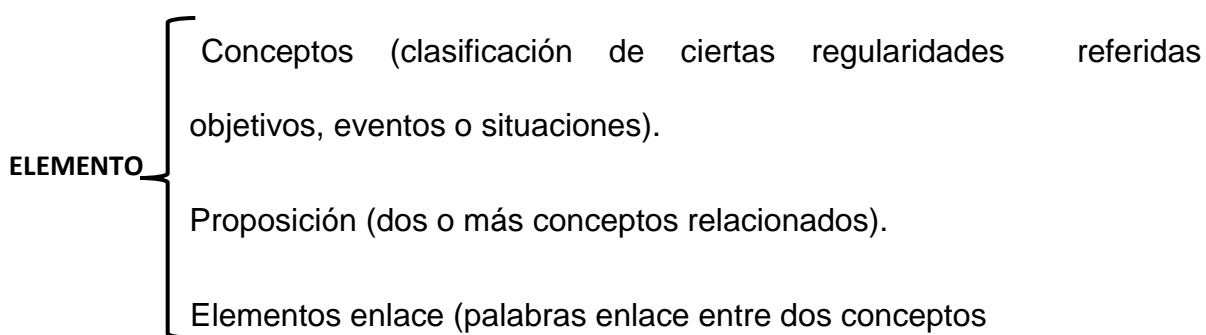 Conceptos (clasificación de ciertas regularidades referidas
objetivos, eventos o situaciones).
ELEMENTO
Proposición (dos o más conceptos relacionados).
Elementos enlace (palabras enlace entre dos conceptos